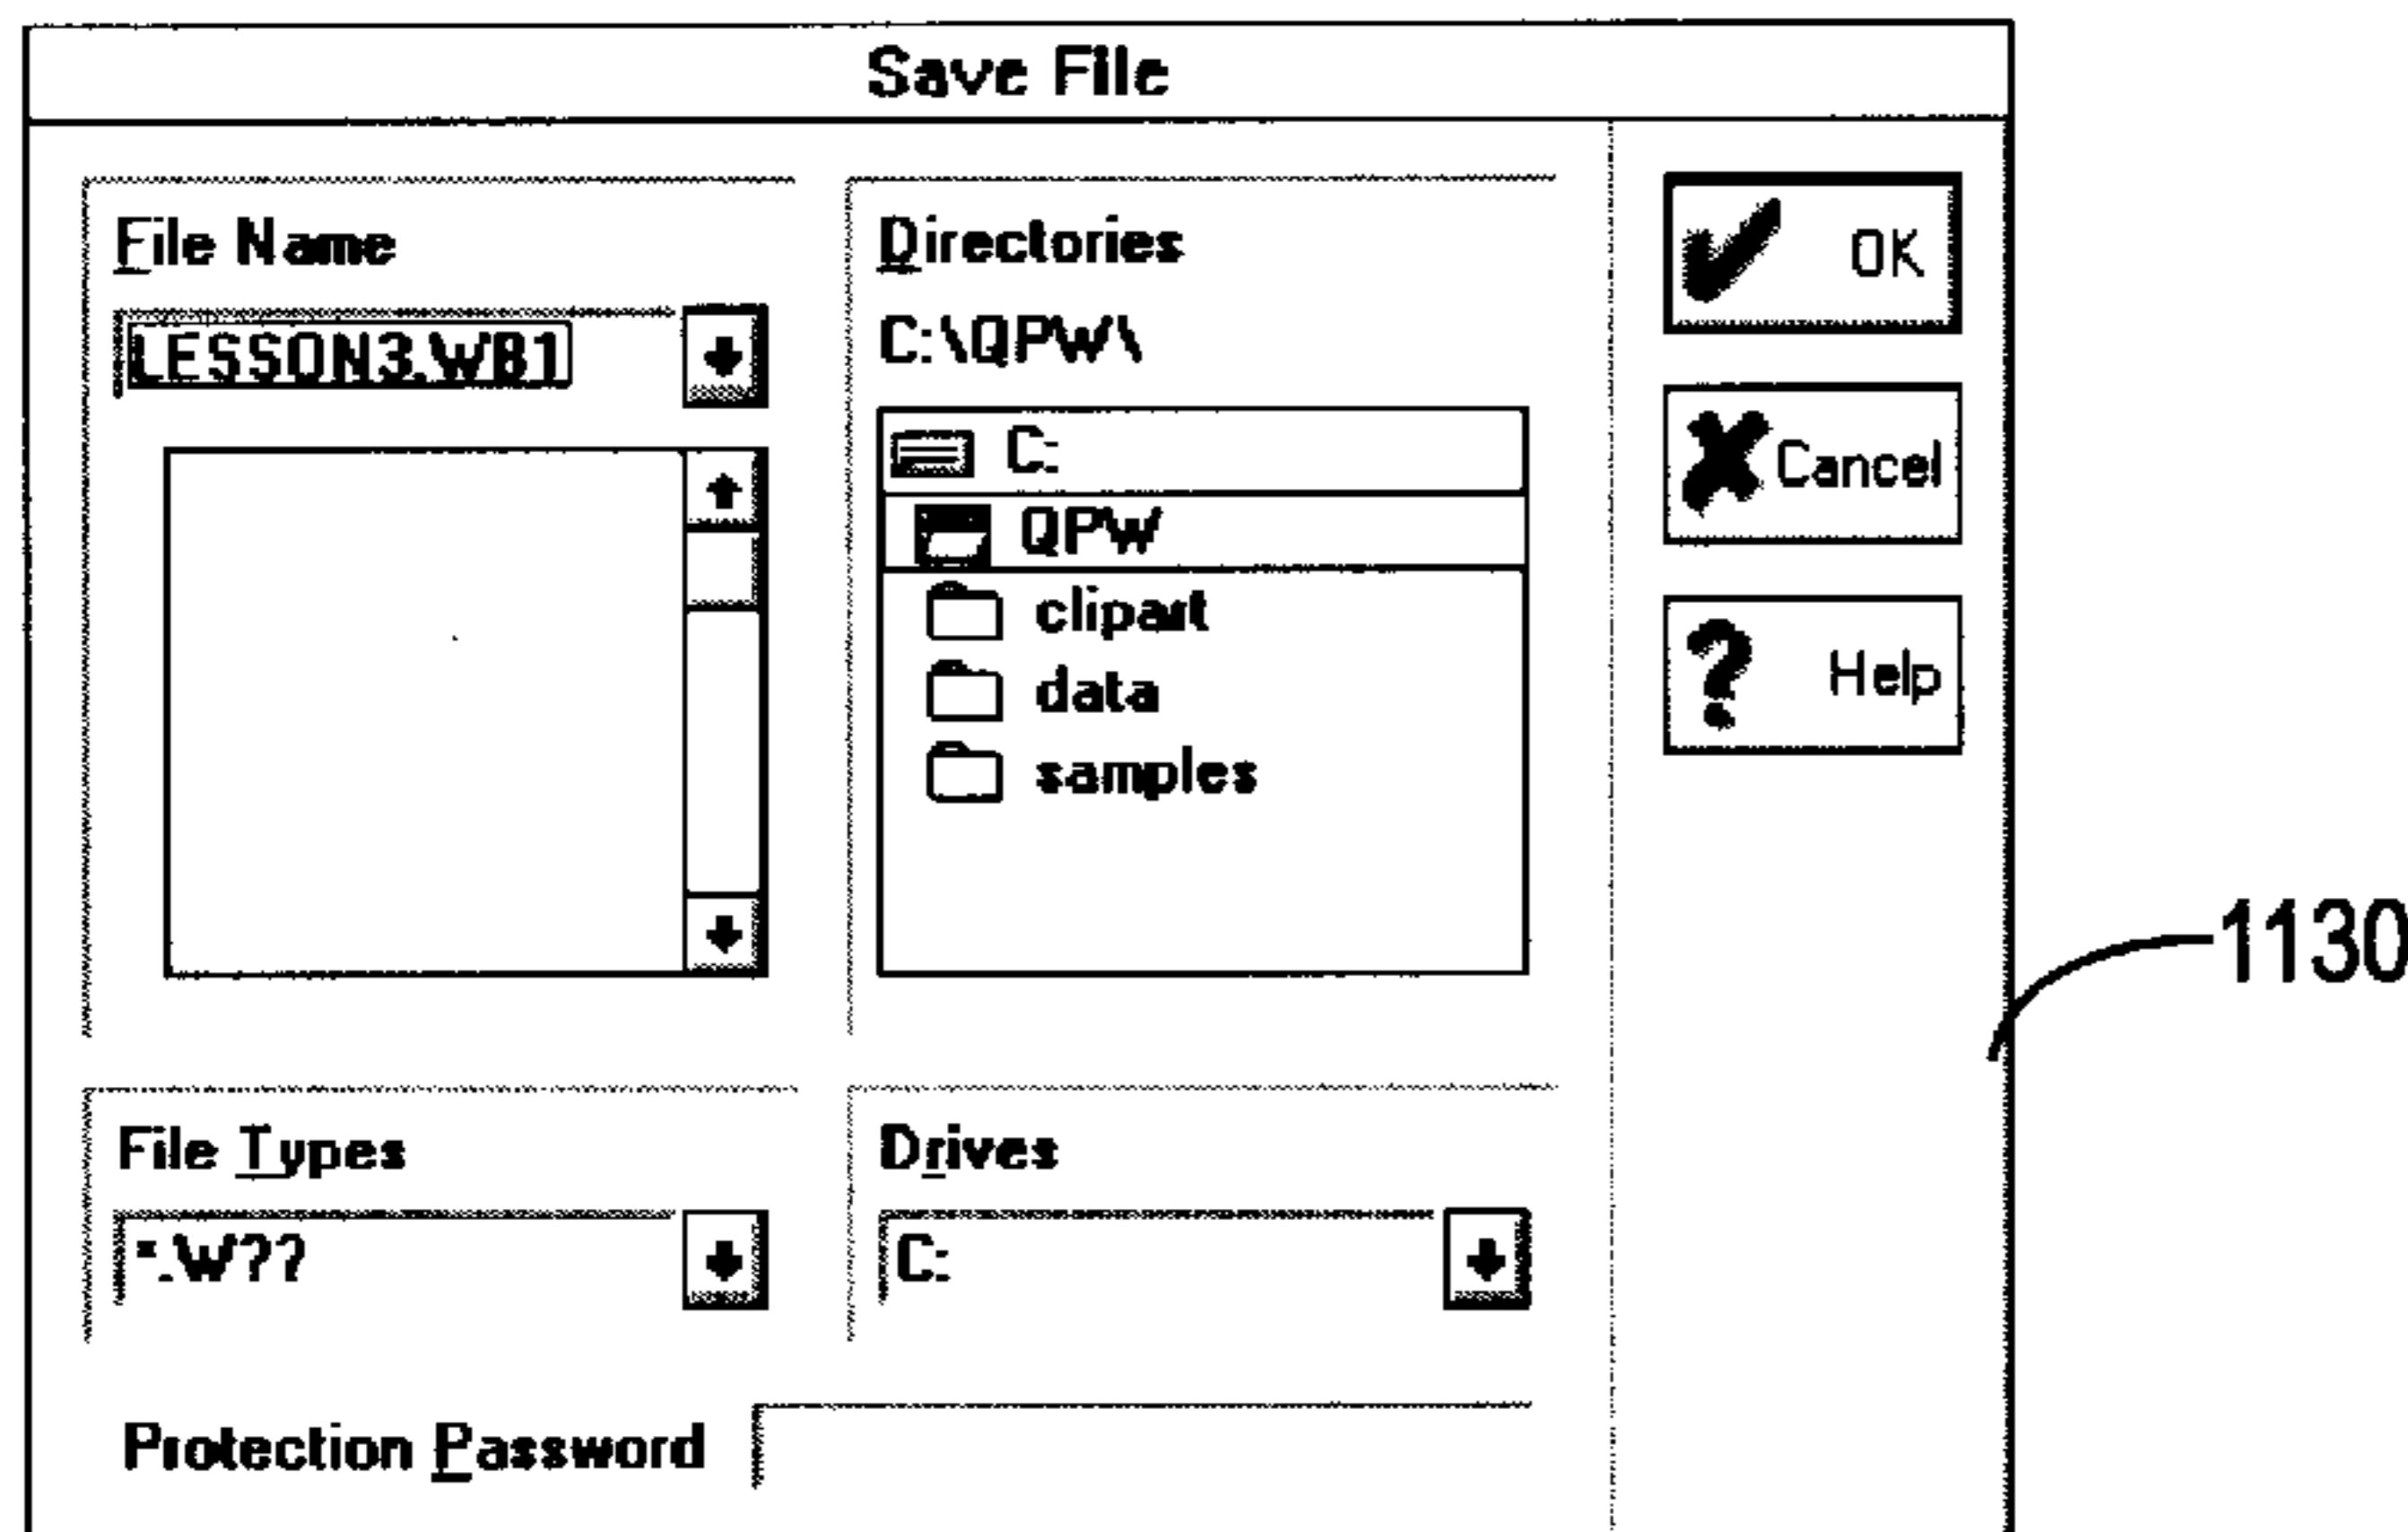 Save File
File Name
LESSON3.WB1
Directories
C:\QPW\
C:
QPW
clipart
data
samples
OK
Cancel
Help
1130
File Types
*.W??
Drives
C:
Protection Password